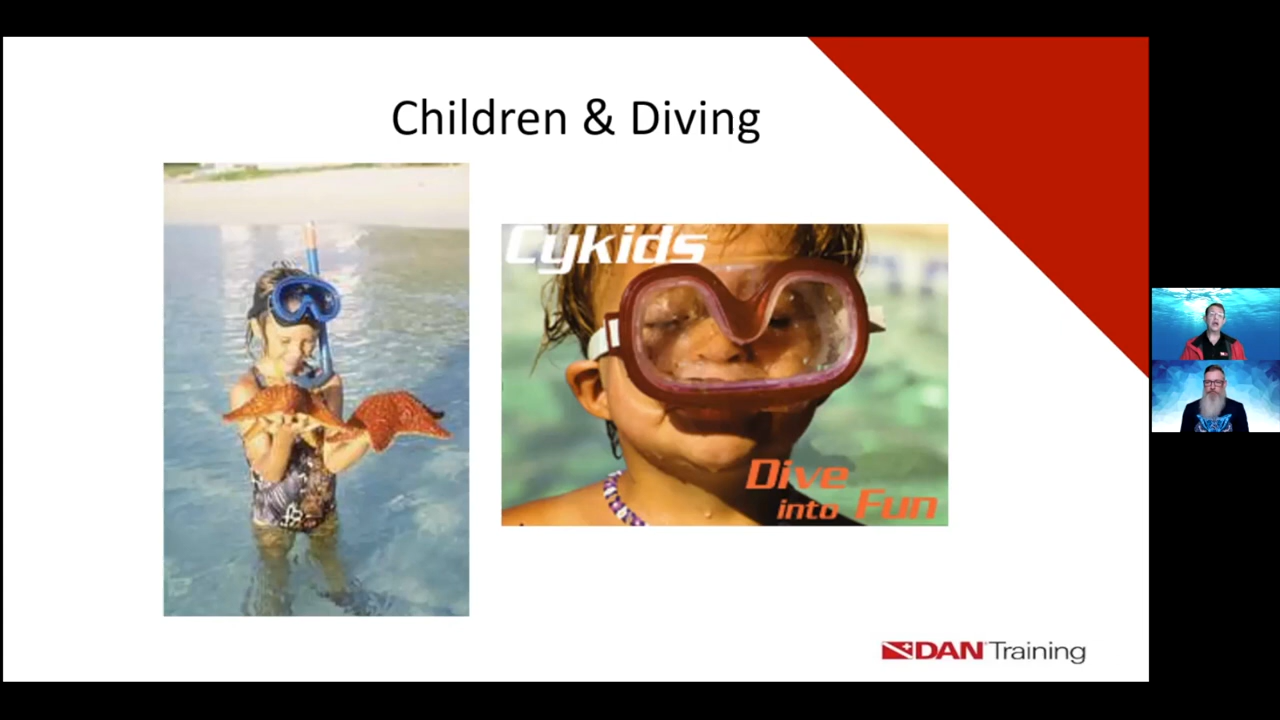 Children & Diving
Cykids
Dive
into Fun
DAN Training